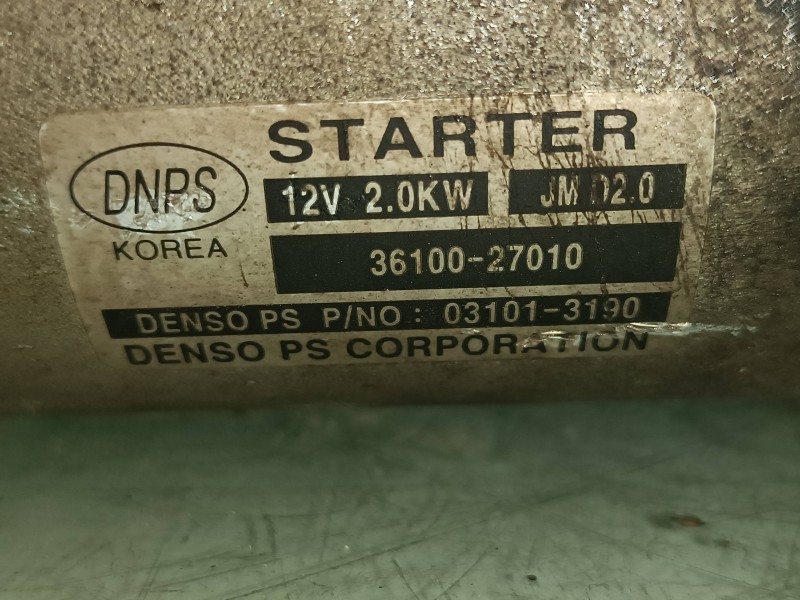 STARTER
DNPS
KOREA
12V 2.0KW
JM D2.0
36100-27010
DENSO PS P/NO: 03101-3190
DENSO PS CORPORATION